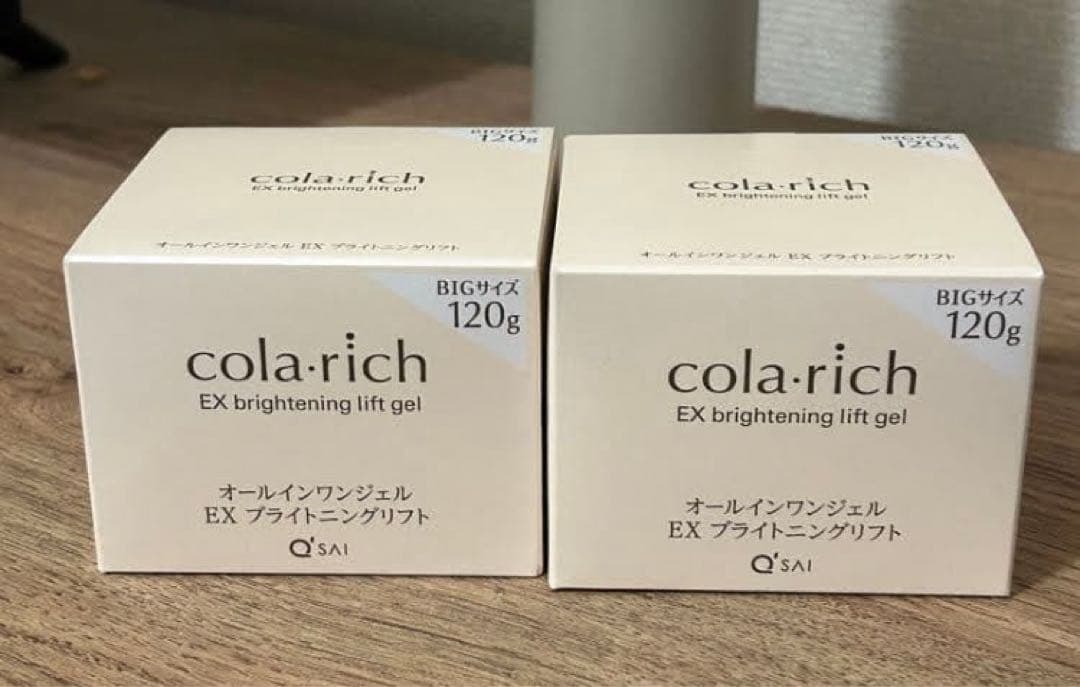 BIGサイズ
120g
cola·rich
EX brightening lift gel
オールインワンジェル EX ブライトニングリフト
BIGサイズ
120g
cola·rich
EX brightening lift gel
オールインワンジェル
EX ブライトニングリフト
Q'SAI
BIGサイズ
120g
cola·rich
EX brightening lift gel
オールインワンジェル EX ブライトニングリフト
BIGサイズ
120g
cola·rich
EX brightening lift gel
オールインワンジェル
EX ブライトニングリフト
Q'SAI